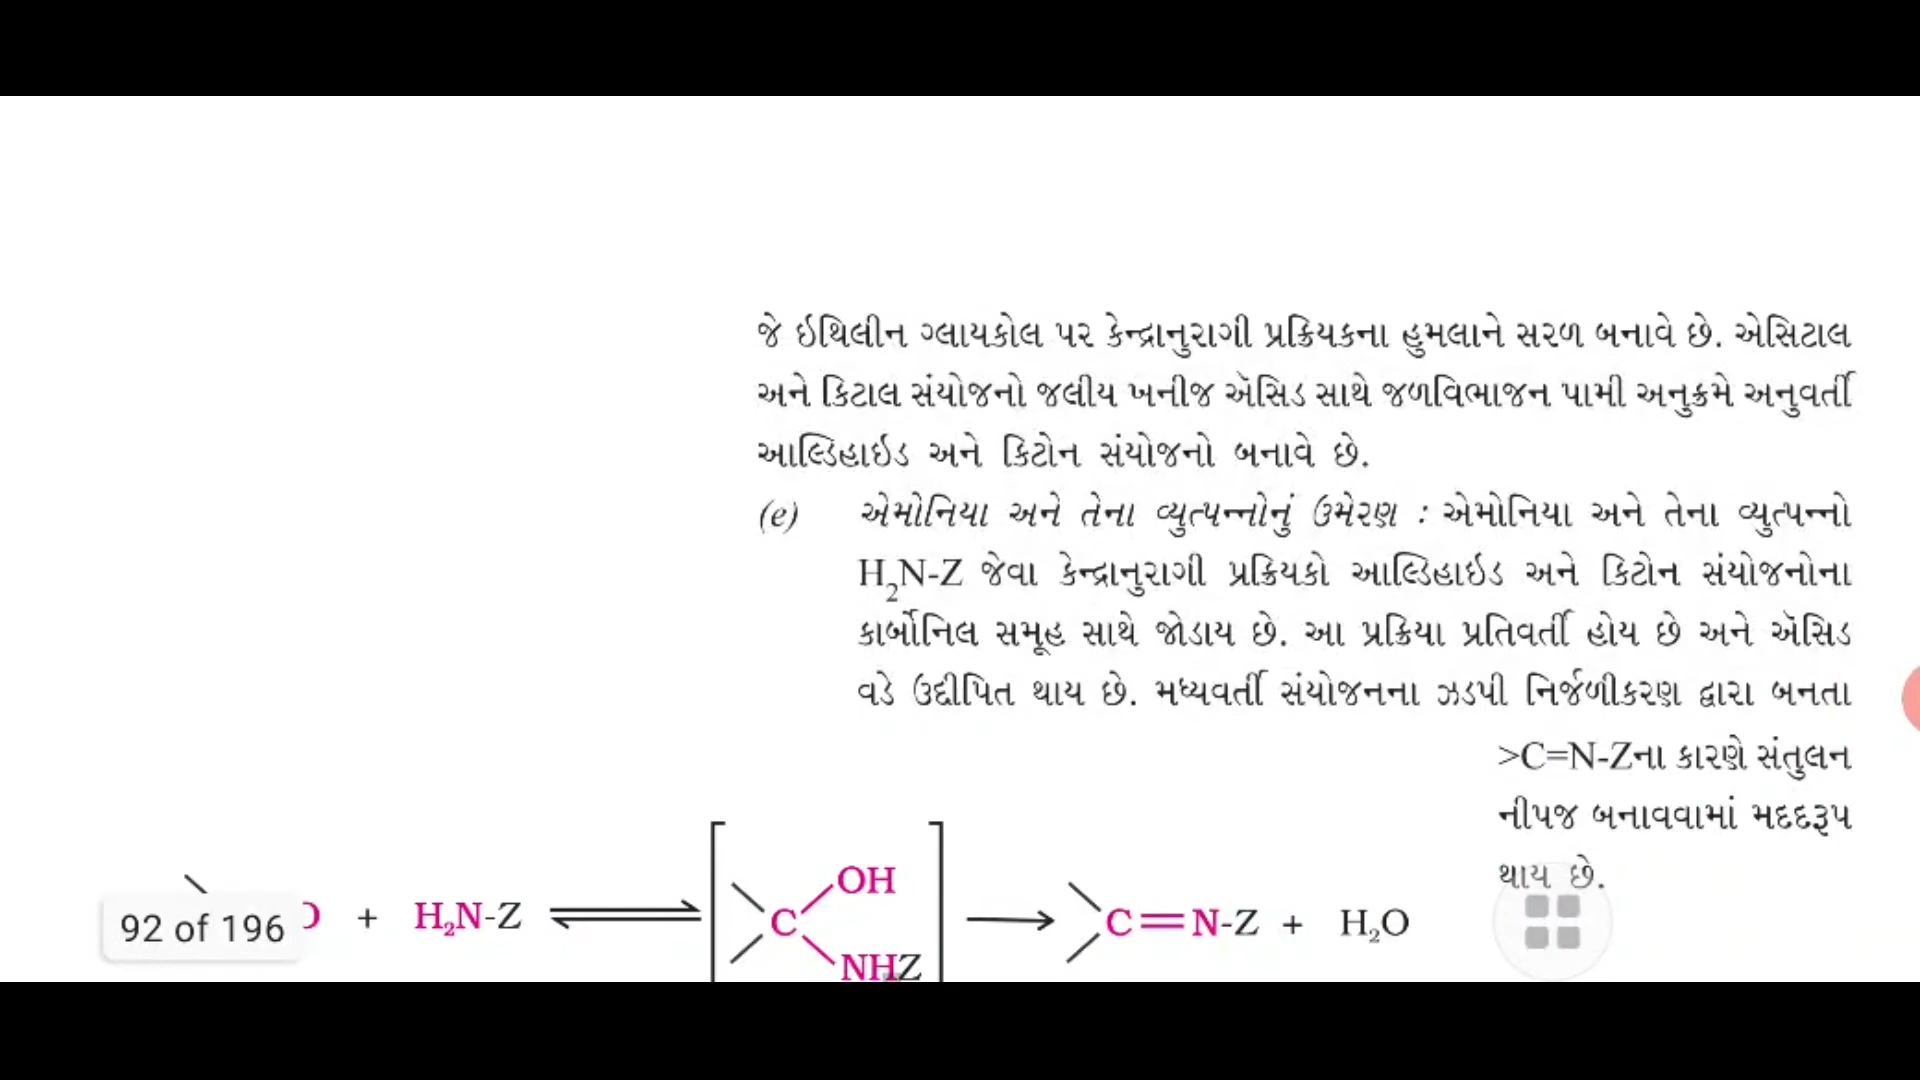 જે ઇથિલીન ગ્લાયકોલ પર કેન્દ્રાનુરાગી પ્રક્રિયકના હુમલાને સરળ બનાવે છે. એસિટાલ
અને કિટાલ સંયોજનો જલીય ખનીજ ઍસિડ સાથે જળવિભાજન પામી અનુક્રમે અનુવર્તી
આલ્ડિહાઇડ અને કિટોન સંયોજનો બનાવે છે.
(e) એમોનિયા અને તેના વ્યુત્પન્નોનું ઉમેરણ : એમોનિયા અને તેના વ્યુત્પન્નો
H₂N-Z જેવા કેન્દ્રાનુરાગી પ્રક્રિયકો આલ્ડિહાઇડ અને કિટોન સંયોજનોના
કાર્બોનિલ સમૂહ સાથે જોડાય છે. આ પ્રક્રિયા પ્રતિવર્તી હોય છે અને ઍસિડ
વડે ઉદ્દીપિત થાય છે. મધ્યવર્તી સંયોજનના ઝડપી નિર્જળીકરણ દ્વારા બનતા
>C=N-Zના કારણે સંતુલન
નીપજ બનાવવામાં મદદરૂપ
થાય છે.
OH
O + H₂N-Z ⇌ C → C=N-Z + H₂O
NHZ
92 of 196